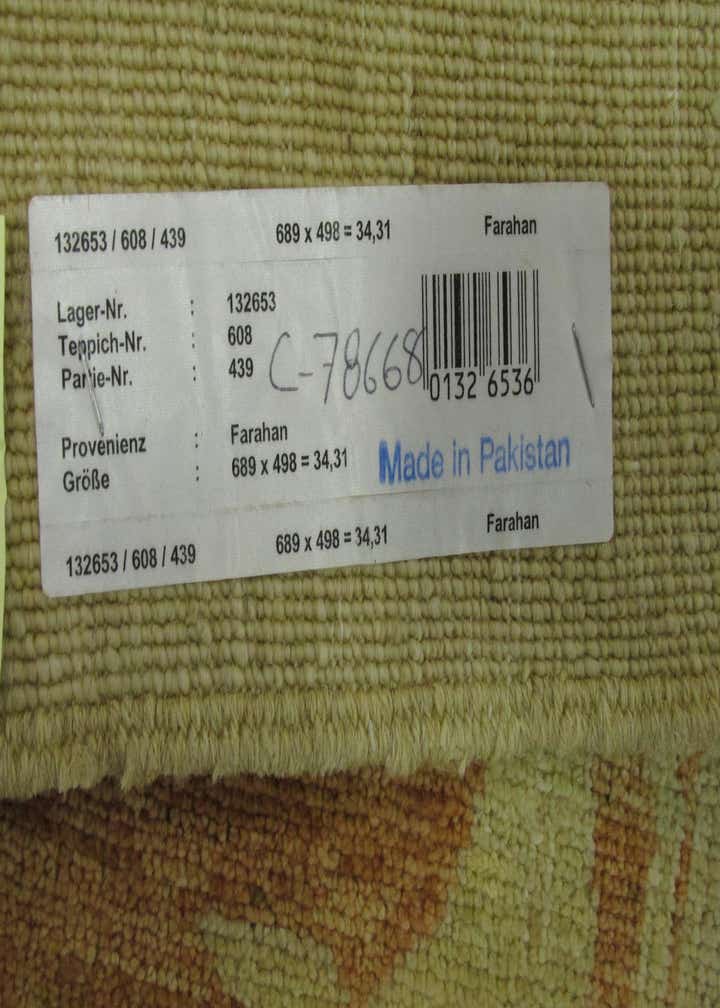 132653 / 608 / 439 689 x 498 = 34,31 Farahan
Lager-Nr. : 132653
Teppich-Nr. : 608
Partie-Nr. : 439
C-78668
0132 6536
Provenienz : Farahan
Größe : 689 x 498 = 34,31
Made in Pakistan
132653 / 608 / 439 689 x 498 = 34,31 Farahan